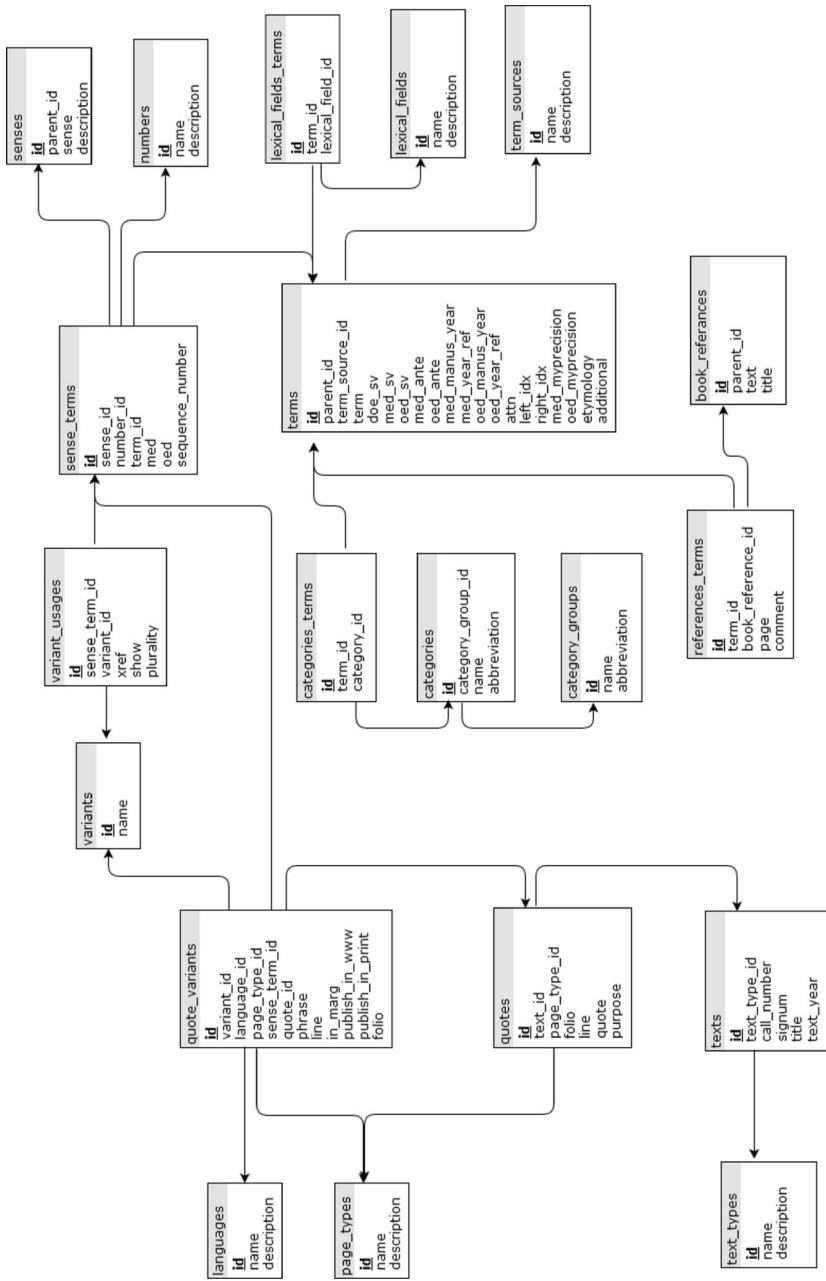 languages
id
name
description
page_types
id
name
description
text_types
id
name
description
quote_variants
id
variant_id
language_id
page_type_id
sense_term_id
quote_id
phrase
line
in_marg
publish_in_www
publish_in_print
folio
quotes
id
text_id
page_type_id
folio
line
quote
purpose
texts
id
text_type_id
call_number
signum
title
text_year
variants
id
name
variant_usages
id
sense_term_id
variant_id
xref
show
plurality
categories_terms
id
term_id
category_id
categories
id
category_group_id
name
abbreviation
category_groups
id
name
abbreviation
references_terms
id
term_id
book_reference_id
page
comment
sense_terms
id
sense_id
number_id
term_id
med
oed
sequence_number
terms
id
parent_id
term_source_id
term
doe_sv
med_sv
oed_sv
med_ante
oed_ante
med_manus_year
med_year_ref
oed_manus_year
oed_year_ref
attn
left_idx
right_idx
med_myprecision
oed_myprecision
etymology
additional
book_referances
id
parent_id
text
title
senses
id
parent_id
sense
description
numbers
id
name
description
lexical_fields_terms
id
term_id
lexical_field_id
lexical_fields
id
name
description
term_sources
id
name
description